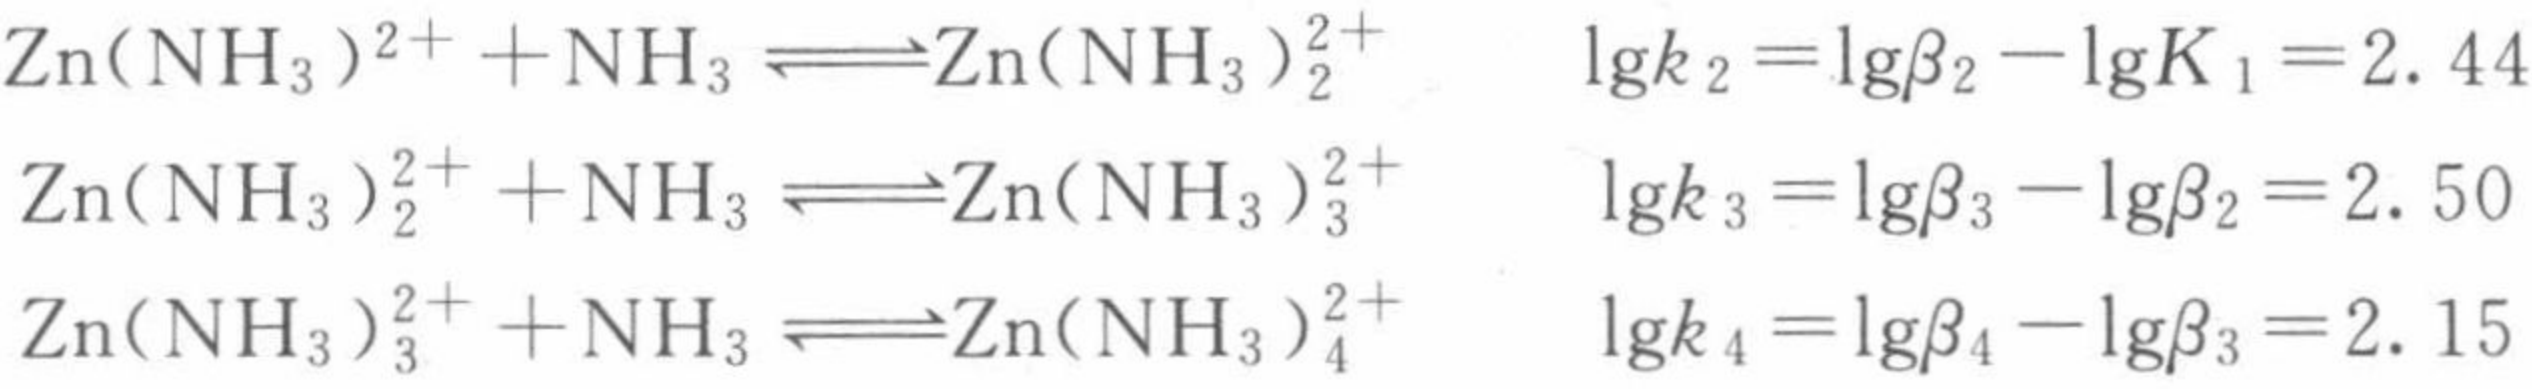 Zn(NH₃)²⁺ + NH₃ ⇌ Zn(NH₃)₂²⁺ lgk₂ = lgβ₂ − lgK₁ = 2.44
Zn(NH₃)₂²⁺ + NH₃ ⇌ Zn(NH₃)₃²⁺ lgk₃ = lgβ₃ − lgβ₂ = 2.50
Zn(NH₃)₃²⁺ + NH₃ ⇌ Zn(NH₃)₄²⁺ lgk₄ = lgβ₄ − lgβ₃ = 2.15